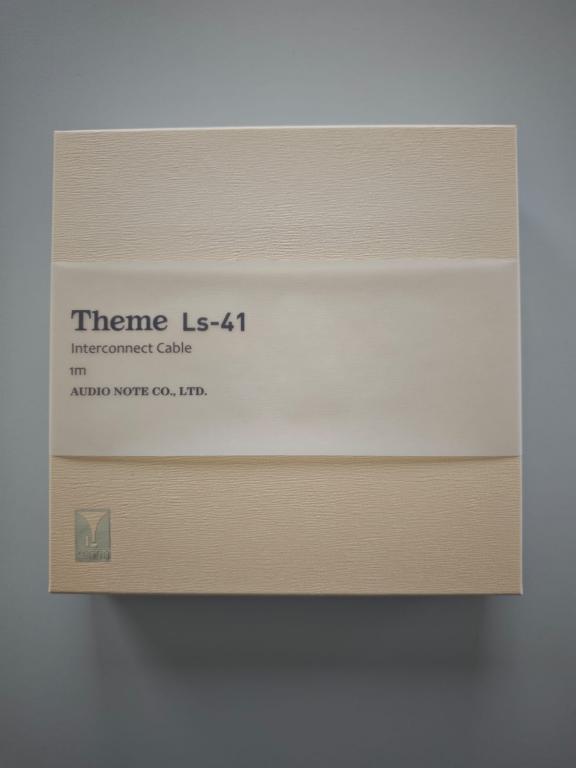 Theme Ls-41
Interconnect Cable
1m
AUDIO NOTE CO., LTD.